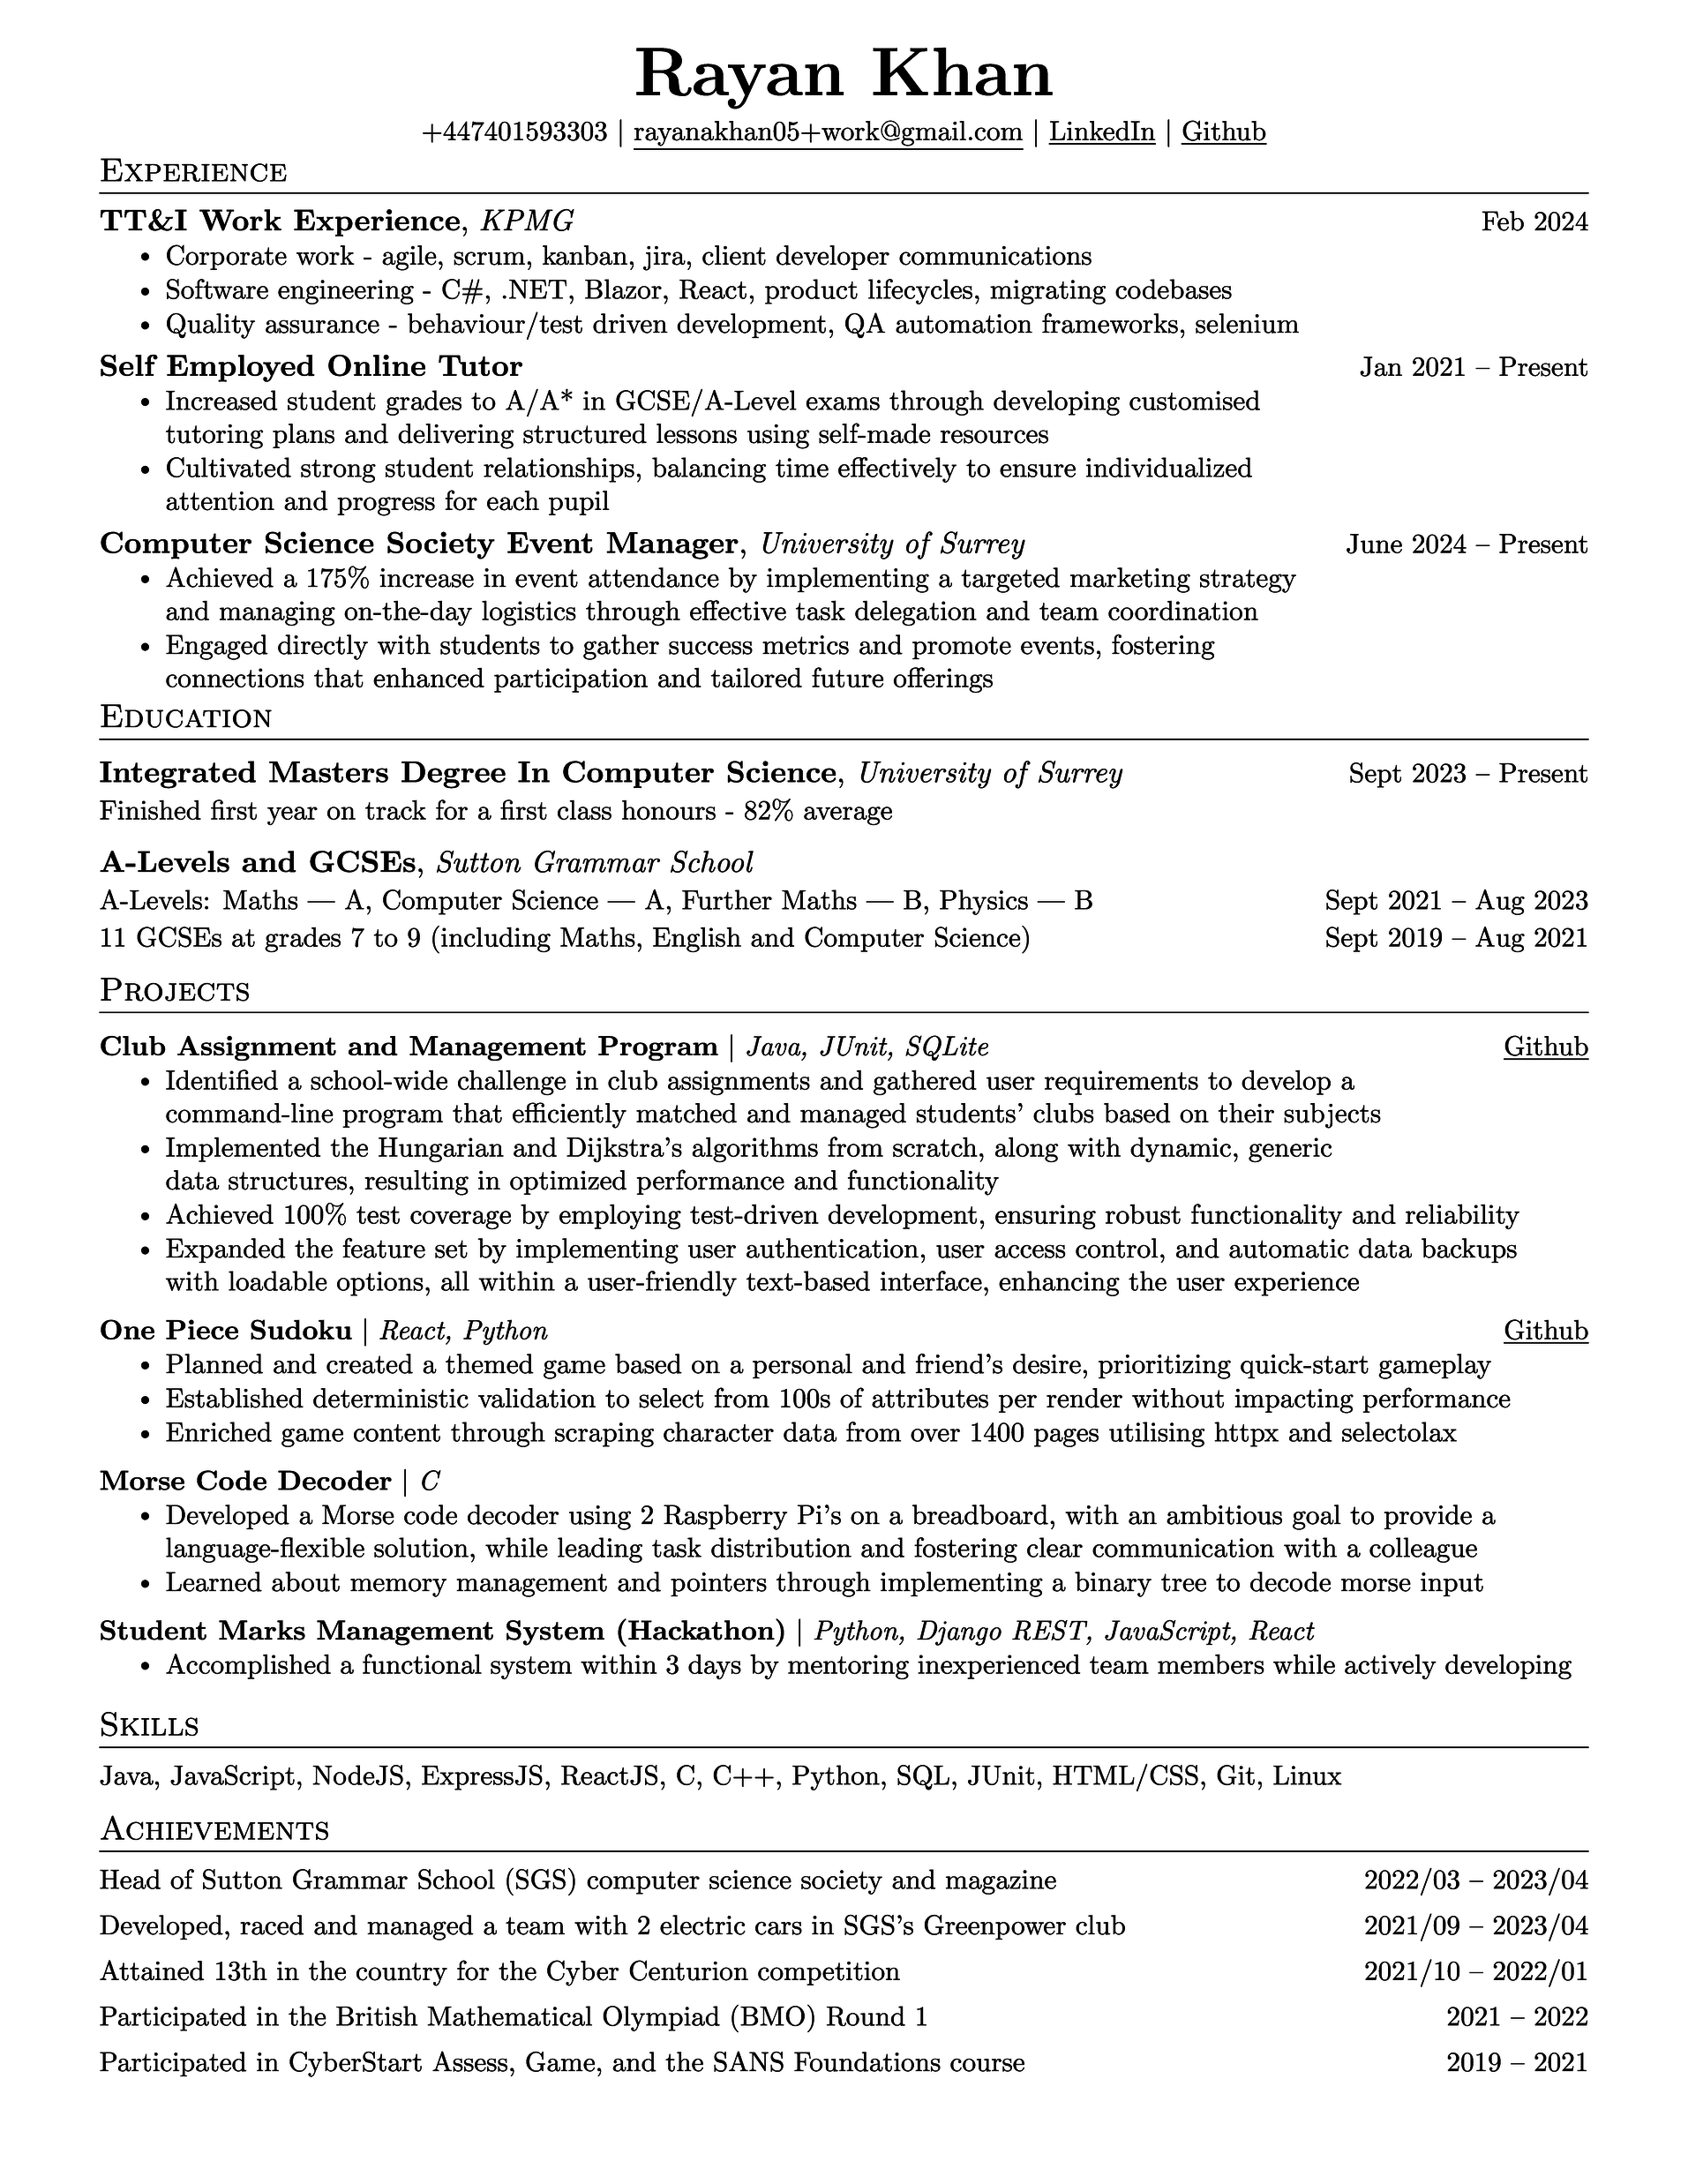 Rayan Khan
+447401593303 | rayanakhan05+work@gmail.com | LinkedIn | Github
Experience
TT&I Work Experience, KPMG Feb 2024
• Corporate work - agile, scrum, kanban, jira, client developer communications
• Software engineering - C#, .NET, Blazor, React, product lifecycles, migrating codebases
• Quality assurance - behaviour/test driven development, QA automation frameworks, selenium
Self Employed Online Tutor Jan 2021 – Present
• Increased student grades to A/A* in GCSE/A-Level exams through developing customised
tutoring plans and delivering structured lessons using self-made resources
• Cultivated strong student relationships, balancing time effectively to ensure individualized
attention and progress for each pupil
Computer Science Society Event Manager, University of Surrey June 2024 – Present
• Achieved a 175% increase in event attendance by implementing a targeted marketing strategy
and managing on-the-day logistics through effective task delegation and team coordination
• Engaged directly with students to gather success metrics and promote events, fostering
connections that enhanced participation and tailored future offerings
Education
Integrated Masters Degree In Computer Science, University of Surrey Sept 2023 – Present
Finished first year on track for a first class honours - 82% average
A-Levels and GCSEs, Sutton Grammar School
A-Levels: Maths — A, Computer Science — A, Further Maths — B, Physics — B Sept 2021 – Aug 2023
11 GCSEs at grades 7 to 9 (including Maths, English and Computer Science) Sept 2019 – Aug 2021
Projects
Club Assignment and Management Program | Java, JUnit, SQLite Github
• Identified a school-wide challenge in club assignments and gathered user requirements to develop a
command-line program that efficiently matched and managed students' clubs based on their subjects
• Implemented the Hungarian and Dijkstra's algorithms from scratch, along with dynamic, generic
data structures, resulting in optimized performance and functionality
• Achieved 100% test coverage by employing test-driven development, ensuring robust functionality and reliability
• Expanded the feature set by implementing user authentication, user access control, and automatic data backups
with loadable options, all within a user-friendly text-based interface, enhancing the user experience
One Piece Sudoku | React, Python Github
• Planned and created a themed game based on a personal and friend's desire, prioritizing quick-start gameplay
• Established deterministic validation to select from 100s of attributes per render without impacting performance
• Enriched game content through scraping character data from over 1400 pages utilising httpx and selectolax
Morse Code Decoder | C
• Developed a Morse code decoder using 2 Raspberry Pi's on a breadboard, with an ambitious goal to provide a
language-flexible solution, while leading task distribution and fostering clear communication with a colleague
• Learned about memory management and pointers through implementing a binary tree to decode morse input
Student Marks Management System (Hackathon) | Python, Django REST, JavaScript, React
• Accomplished a functional system within 3 days by mentoring inexperienced team members while actively developing
Skills
Java, JavaScript, NodeJS, ExpressJS, ReactJS, C, C++, Python, SQL, JUnit, HTML/CSS, Git, Linux
Achievements
Head of Sutton Grammar School (SGS) computer science society and magazine 2022/03 – 2023/04
Developed, raced and managed a team with 2 electric cars in SGS's Greenpower club 2021/09 – 2023/04
Attained 13th in the country for the Cyber Centurion competition 2021/10 – 2022/01
Participated in the British Mathematical Olympiad (BMO) Round 1 2021 – 2022
Participated in CyberStart Assess, Game, and the SANS Foundations course 2019 – 2021